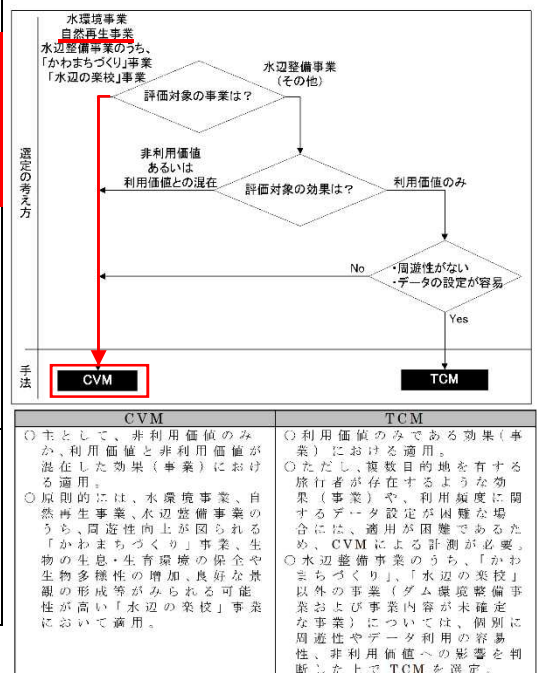 水環境事業
自然再生事業
水辺整備事業のうち、
「かわまちづくり」事業
「水辺の楽校」事業
水辺整備事業
(その他)
評価対象の事業は?
選定の考え方
非利用価値
あるいは
利用価値との混在
評価対象の効果は?
利用価値のみ
No
・周遊性がない
・データの設定が容易
Yes
手法
CVM
TCM
CVM
○主として、非利用価値のみ
か、利用価値と非利用価値が
混在した効果(事業)におけ
る適用。
○原則的には、水環境事業、自
然再生事業、水辺整備事業の
うち、周遊性向上が図られる
「かわまちづくり」事業、生
物の生息・生育環境の保全や
生物多様性の増加、良好な景
観の形成等がみられる可能
性が高い「水辺の楽校」事業
において適用。
TCM
○利用価値のみである効果(事
業)における適用。
○ただし、複数目的地を有する
旅行者が存在するような効
果(事業)や、利用頻度に関
するデータ設定が困難な場
合には、適用が困難であるた
め、CVMによる計測が必要。
○水辺整備事業のうち、「かわ
まちづくり」、「水辺の楽校」
以外の事業(ダム環境整備事
業および事業内容が未確定
な事業)については、個別に
周遊性やデータ利用の容易
性、非利用価値への影響を判
断した上でTCMを選定。